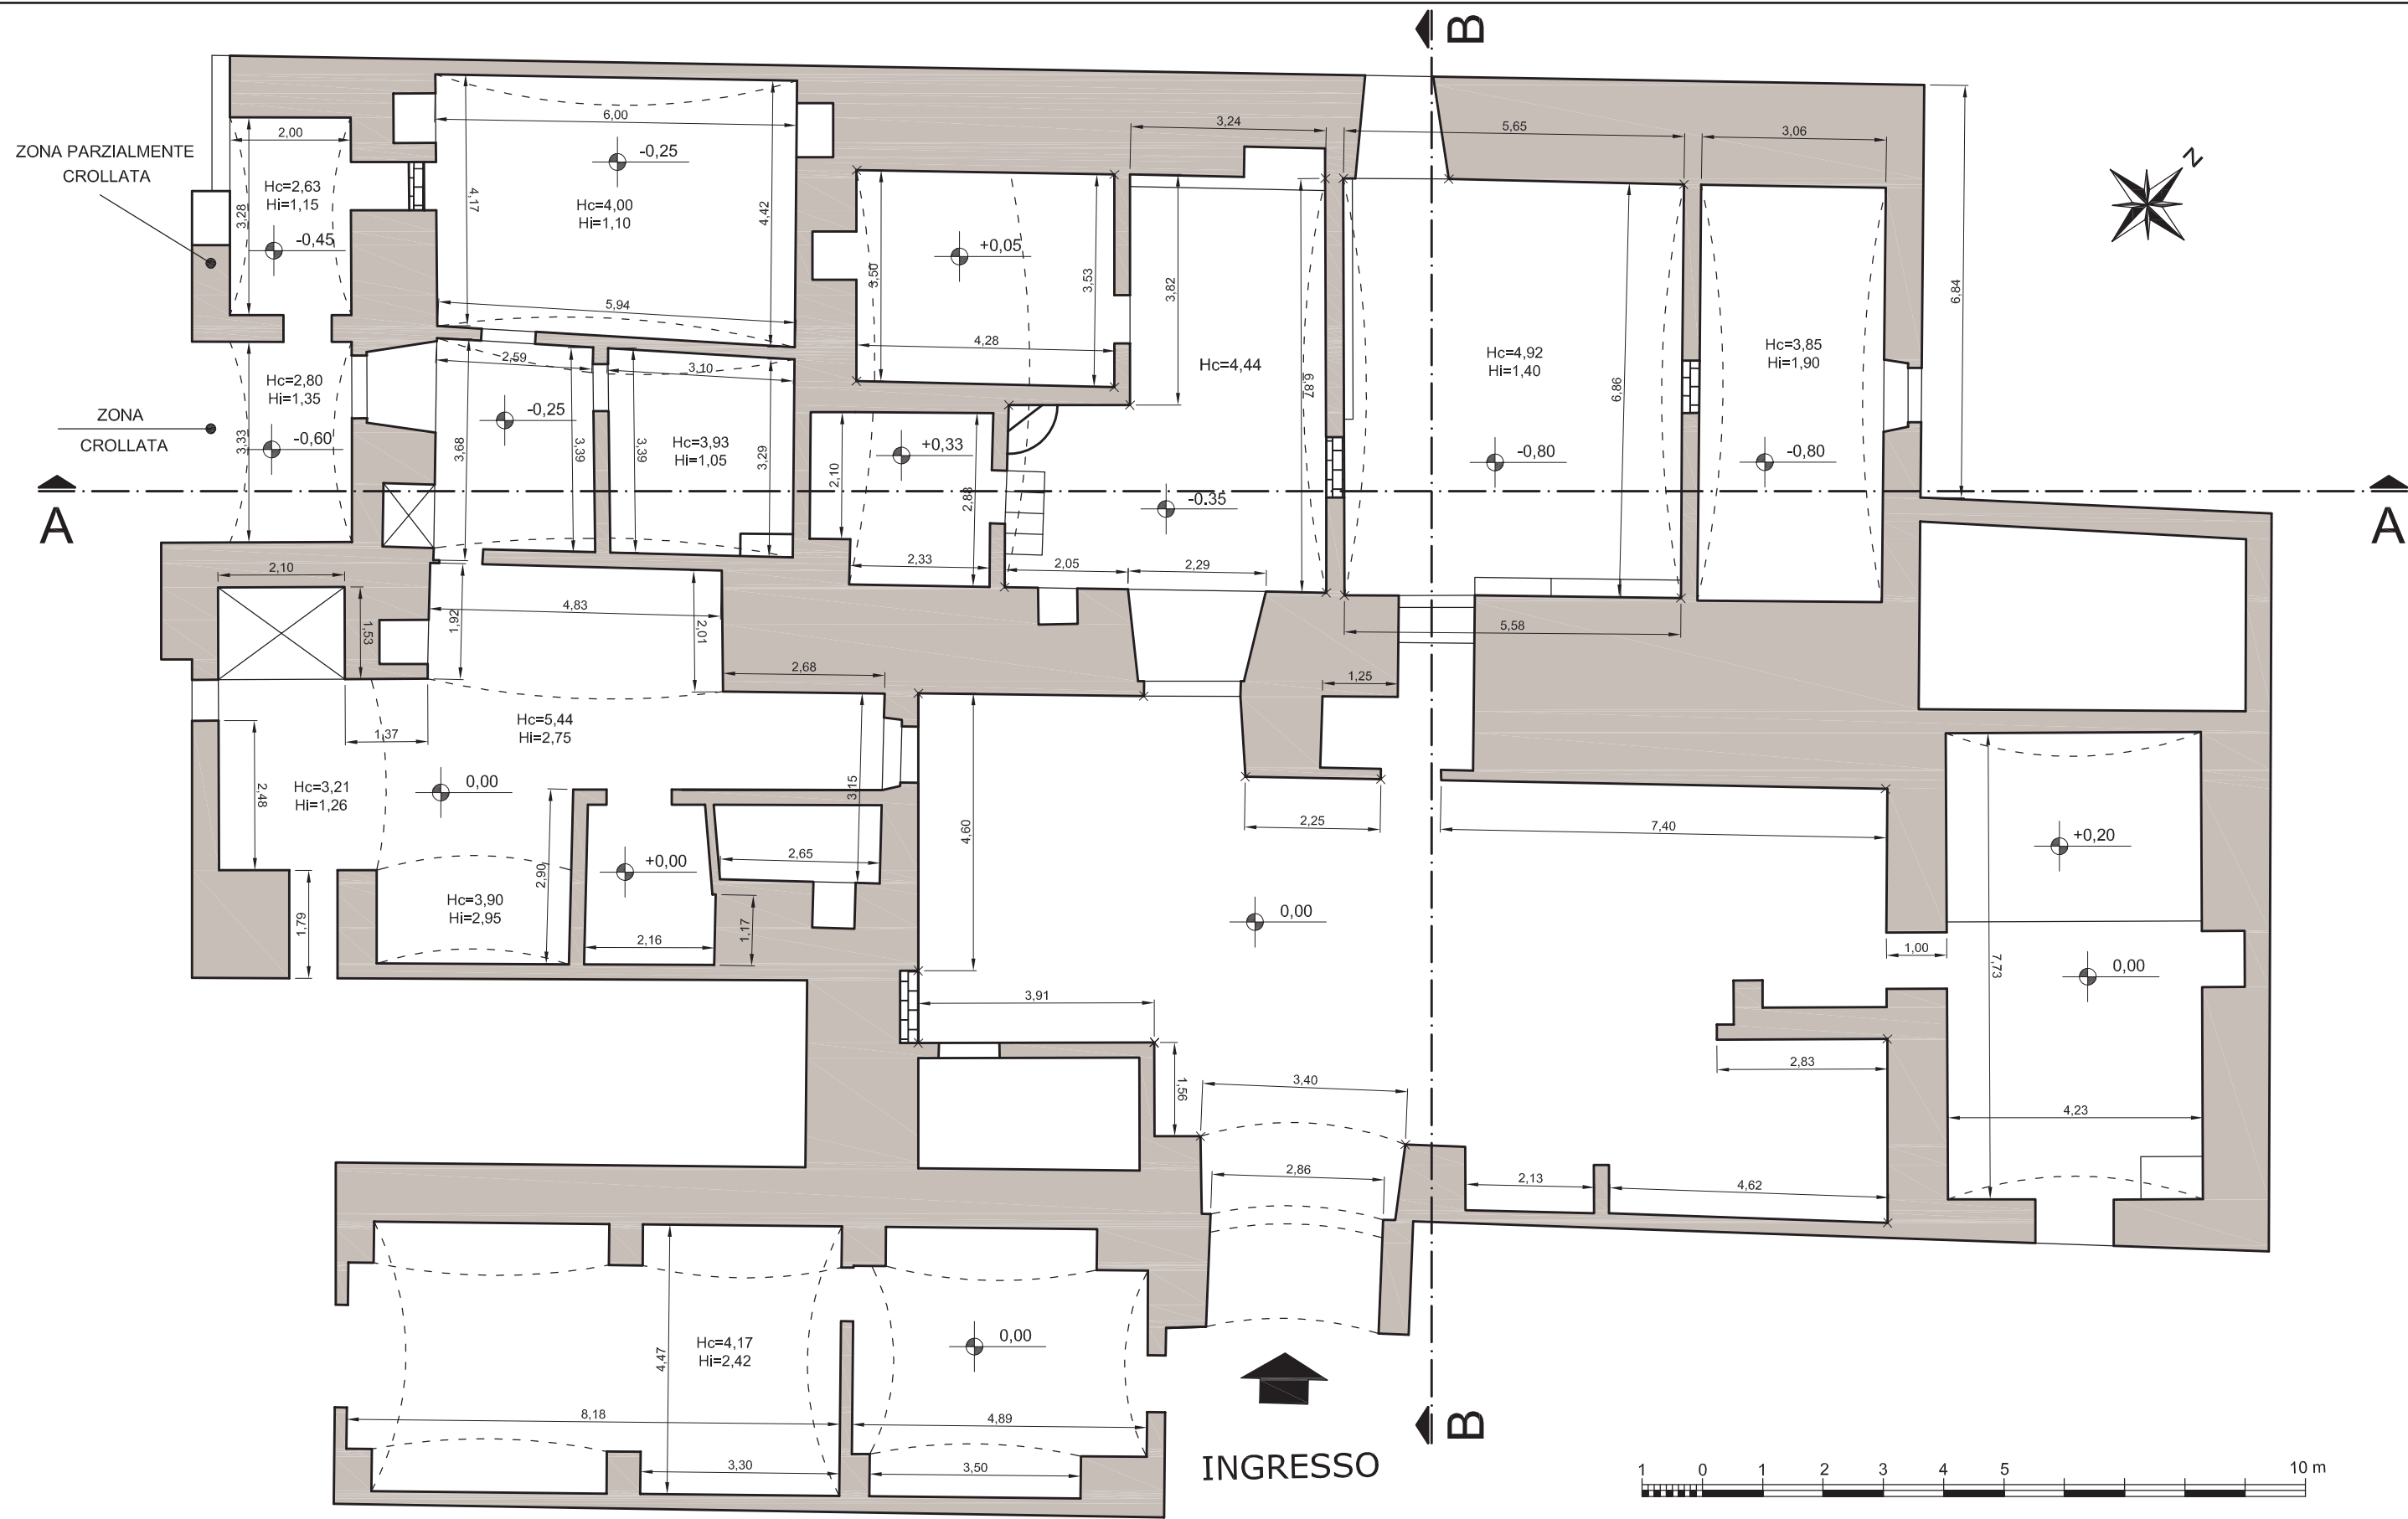 B
ZONA PARZIALMENTE
CROLLATA
2,00
Hc=2,63
Hi=1,15
3,28
-0,45
6,00
-0,25
4,17
Hc=4,00
Hi=1,10
4,42
5,94
3,24
5,65
3,06
N
+0,05
3,50
3,53
3,82
4,28
Hc=4,44
6,87
Hc=4,92
Hi=1,40
6,86
Hc=3,85
Hi=1,90
6,84
ZONA
CROLLATA
Hc=2,80
Hi=1,35
3,33
-0,60
2,59
3,10
-0,25
3,68
3,39
3,39
Hc=3,93
Hi=1,05
3,29
+0,33
2,10
2,88
-0.35
-0,80
-0,80
A
A
2,10
1,53
4,83
1,92
2,01
2,33
2,05
2,29
5,58
2,68
1,25
Hc=5,44
Hi=2,75
1,37
2,48
Hc=3,21
Hi=1,26
0,00
3,15
4,60
2,25
7,40
7,73
+0,20
2,90
+0,00
2,65
Hc=3,90
Hi=2,95
1,79
2,16
1,17
0,00
1,00
0,00
3,91
1,56
3,40
2,83
4,23
2,86
2,13
4,62
4,47
Hc=4,17
Hi=2,42
0,00
8,18
4,89
3,30
3,50
B
INGRESSO
1
0
1
2
3
4
5
10 m